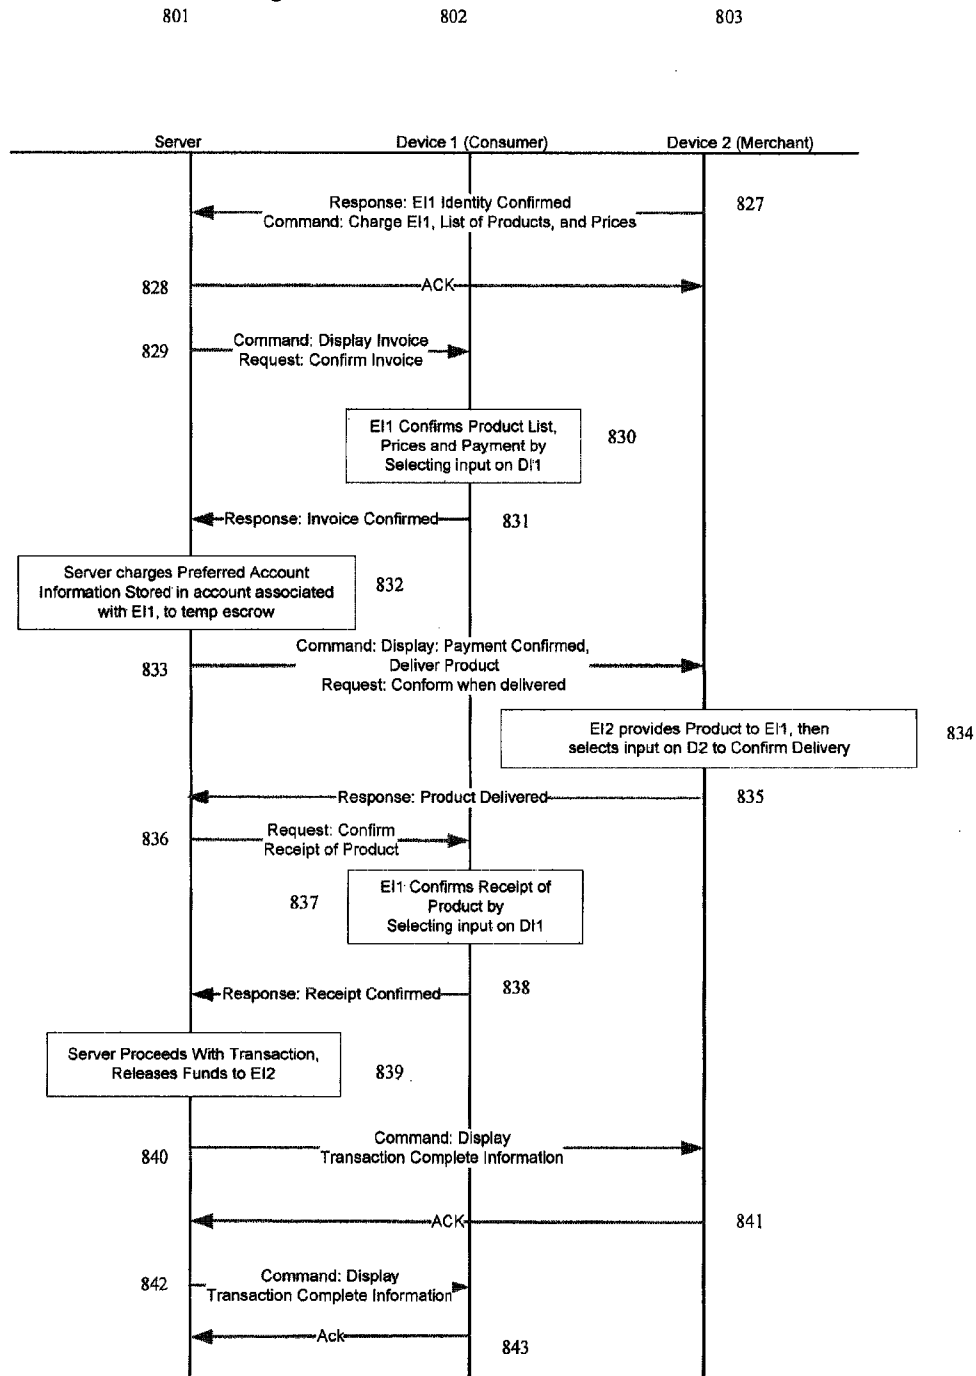 801 802 803
Server Device 1 (Consumer) Device 2 (Merchant)
Response: EI1 Identity Confirmed
Command: Charge EI1, List of Products, and Prices
827
828
ACK
829
Command: Display Invoice
Request: Confirm Invoice
EI1 Confirms Product List,
Prices and Payment by
Selecting input on DI1
830
Response: Invoice Confirmed
831
Server charges Preferred Account
Information Stored in account associated
with EI1, to temp escrow
832
833
Command: Display: Payment Confirmed,
Deliver Product
Request: Conform when delivered
EI2 provides Product to EI1, then
selects input on D2 to Confirm Delivery
834
Response: Product Delivered
835
836
Request: Confirm
Receipt of Product
837
EI1 Confirms Receipt of
Product by
Selecting input on DI1
Response: Receipt Confirmed
838
Server Proceeds With Transaction,
Releases Funds to EI2
839
840
Command: Display
Transaction Complete Information
ACK
841
842
Command: Display
Transaction Complete Information
Ack
843